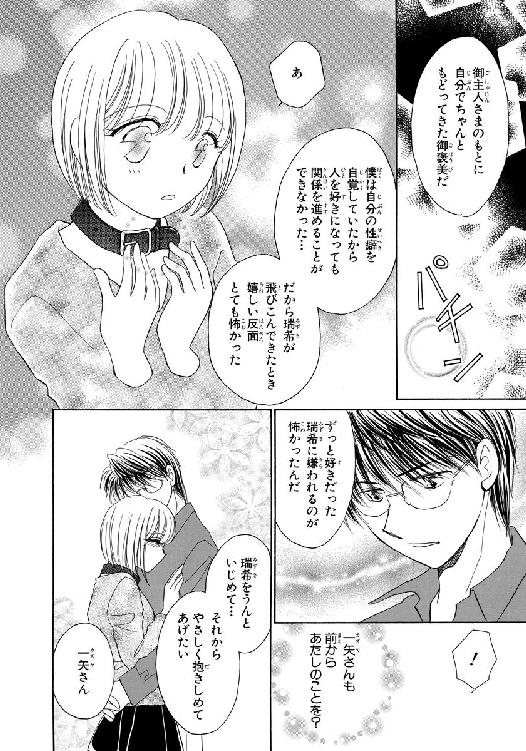 御主人さまのもとに
自分でちゃんと
もどってきた御褒美だ
パチン
あ
僕は自分の性癖を
自覚していたから
人を好きになっても
関係を進めることが
できなかった…
だから瑞希が
飛びこんできたとき
嬉しい反面
とても怖かった
ずっと好きだった
瑞希に嫌われるのが
怖かったんだ
！
一矢さんも
前から
あたしのことを？
瑞希をうんと
いじめて…
それから
やさしく抱きしめて
あげたい
一矢さん